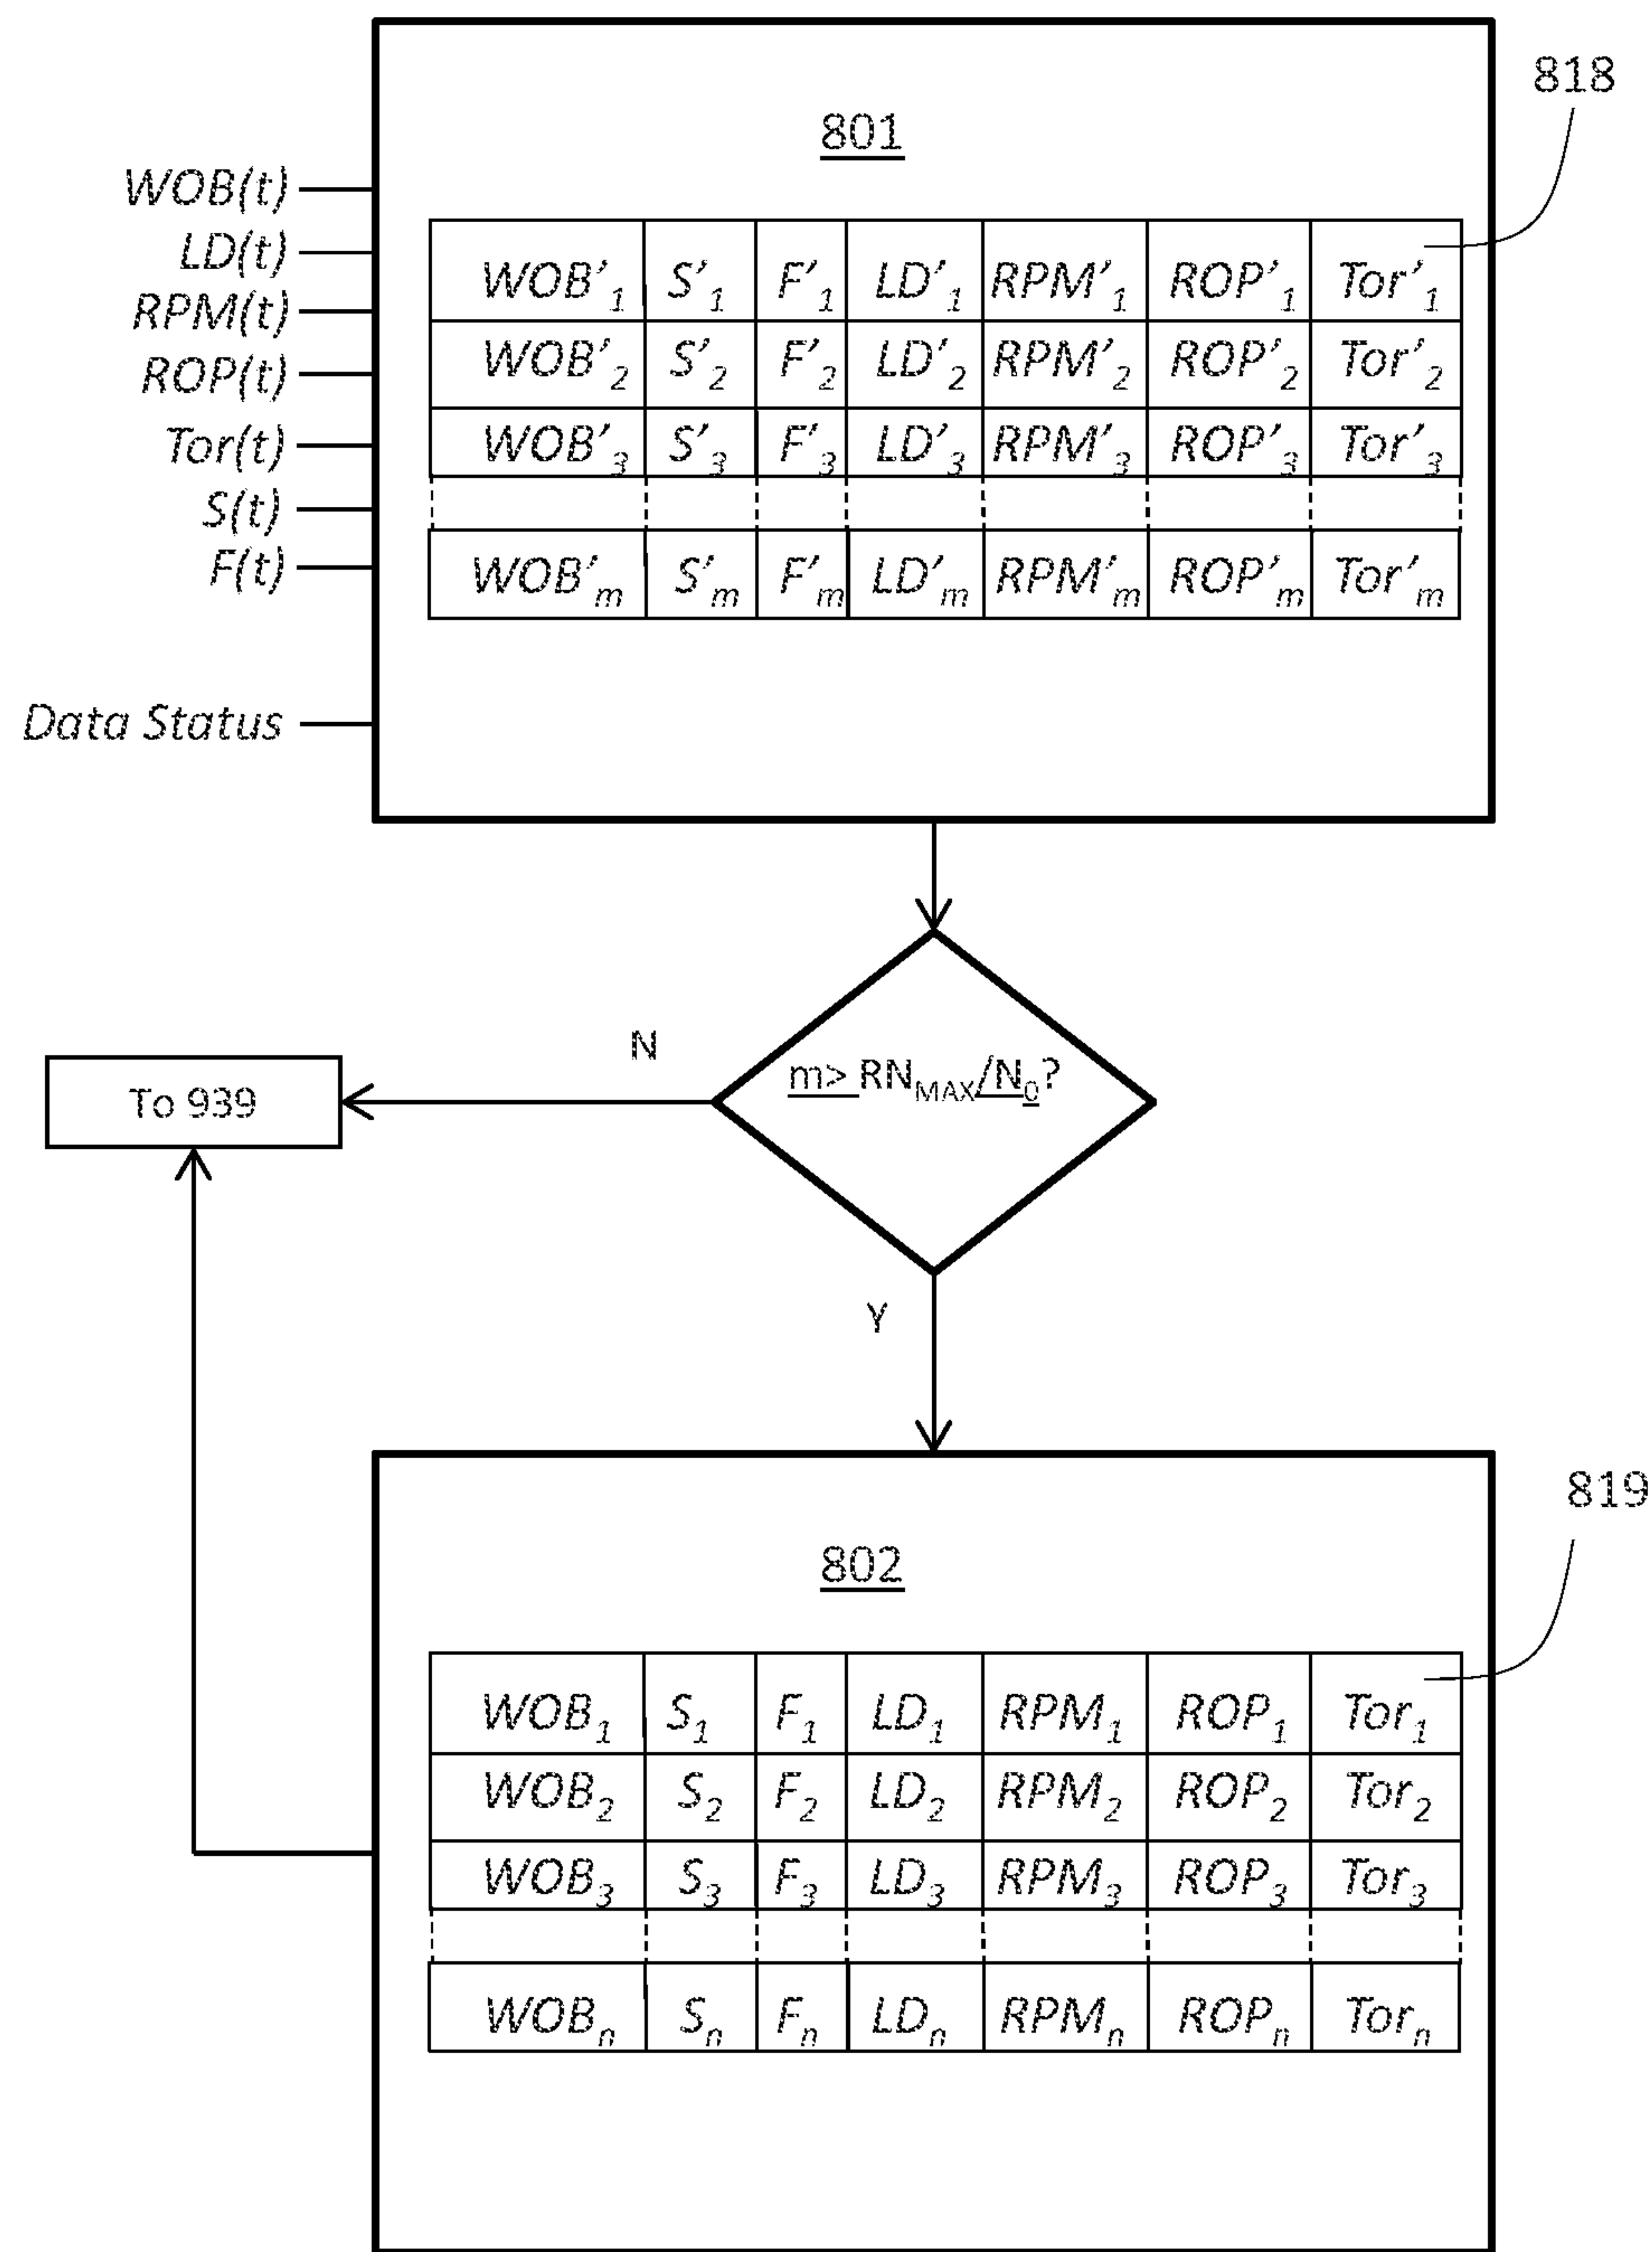 818
801
WOB(t)
LD(t)
RPM(t)
ROP(t)
Tor(t)
S(t)
F(t)
Data Status
WOB'₁ S'₁ F'₁ LD'₁ RPM'₁ ROP'₁ Tor'₁
WOB'₂ S'₂ F'₂ LD'₂ RPM'₂ ROP'₂ Tor'₂
WOB'₃ S'₃ F'₃ LD'₃ RPM'₃ ROP'₃ Tor'₃
WOB'ₘ S'ₘ F'ₘ LD'ₘ RPM'ₘ ROP'ₘ Tor'ₘ
N
m> RN_MAX/N₀?
To 939
Y
819
802
WOB₁ S₁ F₁ LD₁ RPM₁ ROP₁ Tor₁
WOB₂ S₂ F₂ LD₂ RPM₂ ROP₂ Tor₂
WOB₃ S₃ F₃ LD₃ RPM₃ ROP₃ Tor₃
WOBₙ Sₙ Fₙ LDₙ RPMₙ ROPₙ Torₙ